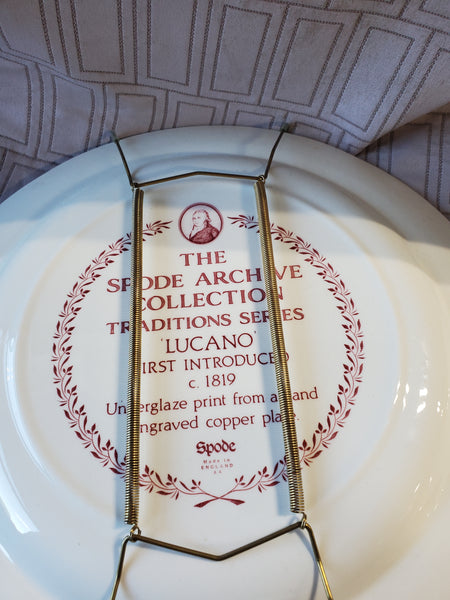 THE
SPODE ARCHIVE
COLLECTION
TRADITIONS SERIES
'LUCANO'
FIRST INTRODUCED
c. 1819
Underglaze print from a hand
engraved copper plate.
Spode
Made in
ENGLAND